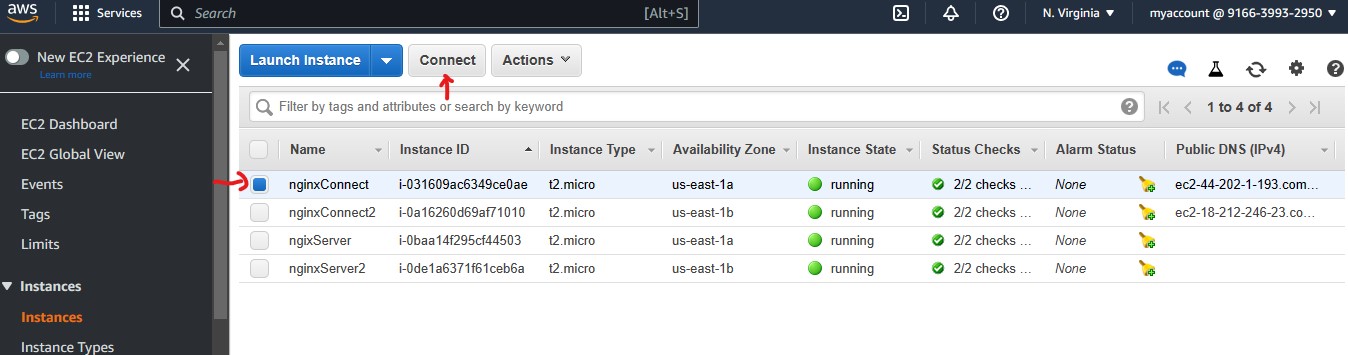 aws Services Search [Alt+S] N. Virginia myaccount @ 9166-3993-2950
New EC2 Experience
Learn more
EC2 Dashboard
EC2 Global View
Events
Tags
Limits
Instances
Instances
Instance Types
Launch Instance Connect Actions
Filter by tags and attributes or search by keyword 1 to 4 of 4
Name Instance ID Instance Type Availability Zone Instance State Status Checks Alarm Status Public DNS (IPv4)
nginxConnect i-031609ac6349ce0ae t2.micro us-east-1a running 2/2 checks ... None ec2-44-202-1-193.com...
nginxConnect2 i-0a16260d69af71010 t2.micro us-east-1b running 2/2 checks ... None ec2-18-212-246-23.co...
ngixServer i-0baa14f295cf44503 t2.micro us-east-1a running 2/2 checks ... None
nginxServer2 i-0de1a6371f61ceb6a t2.micro us-east-1b running 2/2 checks ... None